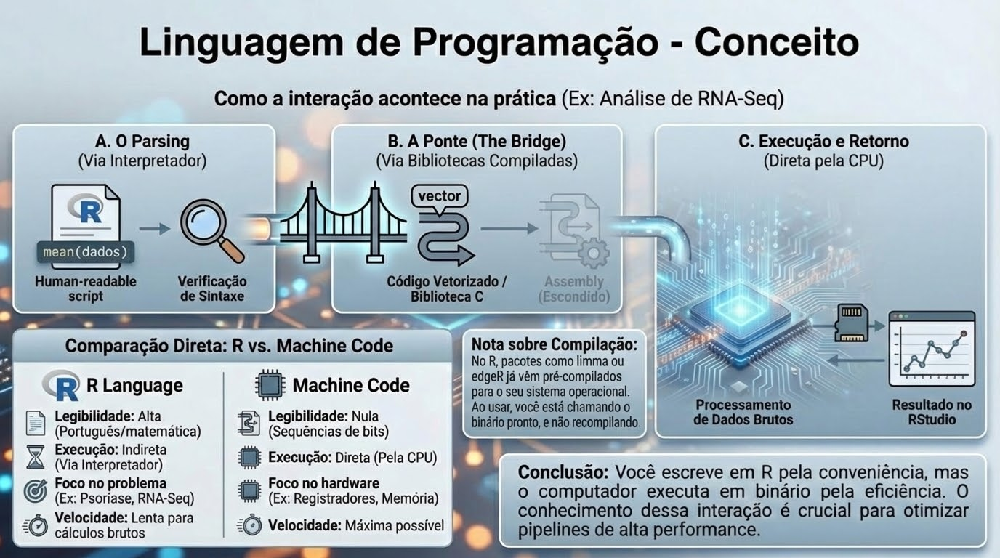 Linguagem de Programação - Conceito
Como a interação acontece na prática (Ex: Análise de RNA-Seq)
A. O Parsing
(Via Interpretador)
R
mean(dados)
Human-readable
script
Verificação
de Sintaxe
B. A Ponte (The Bridge)
(Via Bibliotecas Compiladas)
vector
Código Vetorizado /
Biblioteca C
Assembly
(Escondido)
C. Execução e Retorno
(Direta pela CPU)
Processamento
de Dados Brutos
Resultado no
RStudio
Comparação Direta: R vs. Machine Code
R
R Language
Legibilidade: Alta
(Português/matemática)
Execução: Indireta
(Via Interpretador)
Foco no problema
(Ex: Psoríase, RNA-Seq)
Velocidade: Lenta para
cálculos brutos
Machine Code
Legibilidade: Nula
(Sequências de bits)
Execução: Direta (Pela CPU)
Foco no hardware
(Ex: Registradores, Memória)
Velocidade: Máxima possível
Nota sobre Compilação:
No R, pacotes como limma ou
edgeR já vêm pré-compilados
para o seu sistema operacional.
Ao usar, você está chamando o
binário pronto, e não recompilando.
Conclusão: Você escreve em R pela conveniência, mas
o computador executa em binário pela eficiência. O
conhecimento dessa interação é crucial para otimizar
pipelines de alta performance.